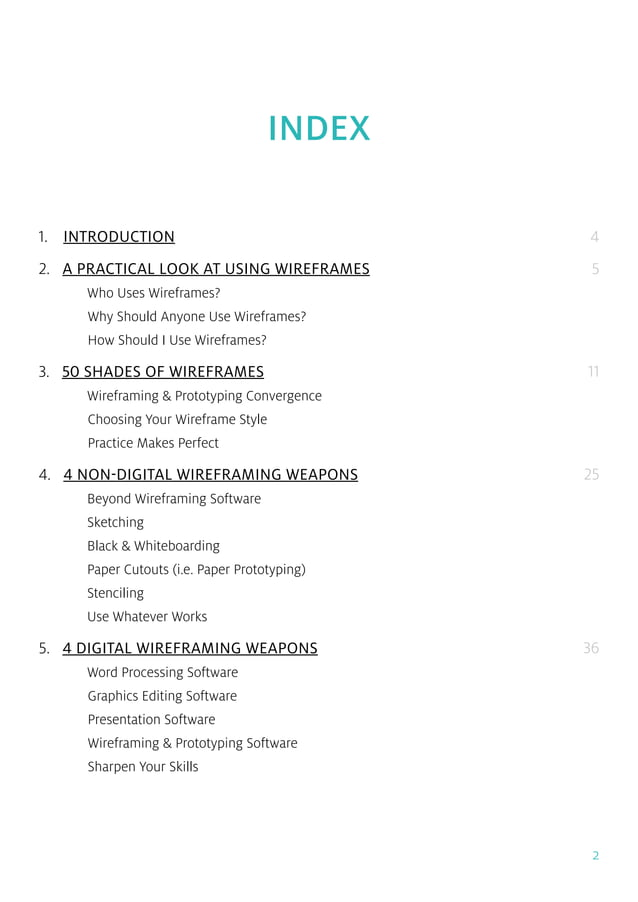 INDEX
1. INTRODUCTION 4
2. A PRACTICAL LOOK AT USING WIREFRAMES 5
Who Uses Wireframes?
Why Should Anyone Use Wireframes?
How Should I Use Wireframes?
3. 50 SHADES OF WIREFRAMES 11
Wireframing & Prototyping Convergence
Choosing Your Wireframe Style
Practice Makes Perfect
4. 4 NON-DIGITAL WIREFRAMING WEAPONS 25
Beyond Wireframing Software
Sketching
Black & Whiteboarding
Paper Cutouts (i.e. Paper Prototyping)
Stenciling
Use Whatever Works
5. 4 DIGITAL WIREFRAMING WEAPONS 36
Word Processing Software
Graphics Editing Software
Presentation Software
Wireframing & Prototyping Software
Sharpen Your Skills
2